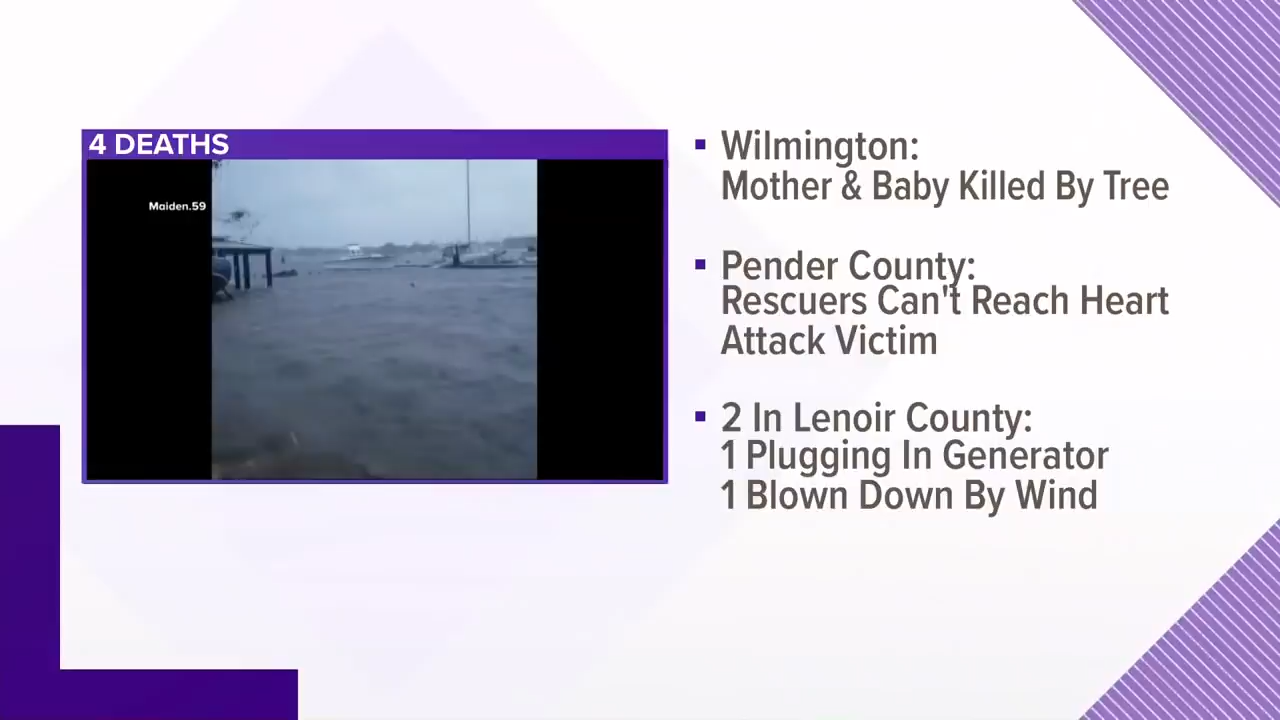 4 DEATHS
Maiden.59
▪ Wilmington:
Mother & Baby Killed By Tree
▪ Pender County:
Rescuers Can't Reach Heart
Attack Victim
▪ 2 In Lenoir County:
1 Plugging In Generator
1 Blown Down By Wind